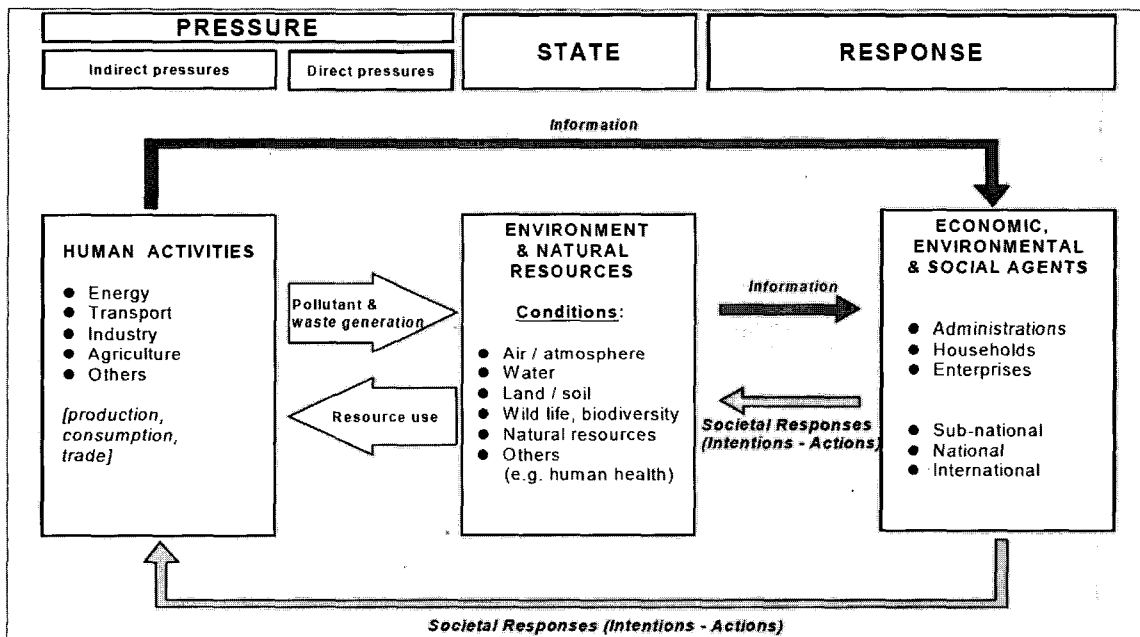 PRESSURE
Indirect pressures
Direct pressures
STATE
RESPONSE
Information
HUMAN ACTIVITIES
● Energy
● Transport
● Industry
● Agriculture
● Others
[production,
consumption,
trade]
Pollutant &
waste generation
Resource use
ENVIRONMENT
& NATURAL
RESOURCES
Conditions:
● Air / atmosphere
● Water
● Land / soil
● Wild life, biodiversity
● Natural resources
● Others
(e.g. human health)
Information
Societal Responses
(Intentions - Actions)
ECONOMIC,
ENVIRONMENTAL
& SOCIAL AGENTS
● Administrations
● Households
● Enterprises
● Sub-national
● National
● International
Societal Responses (Intentions - Actions)